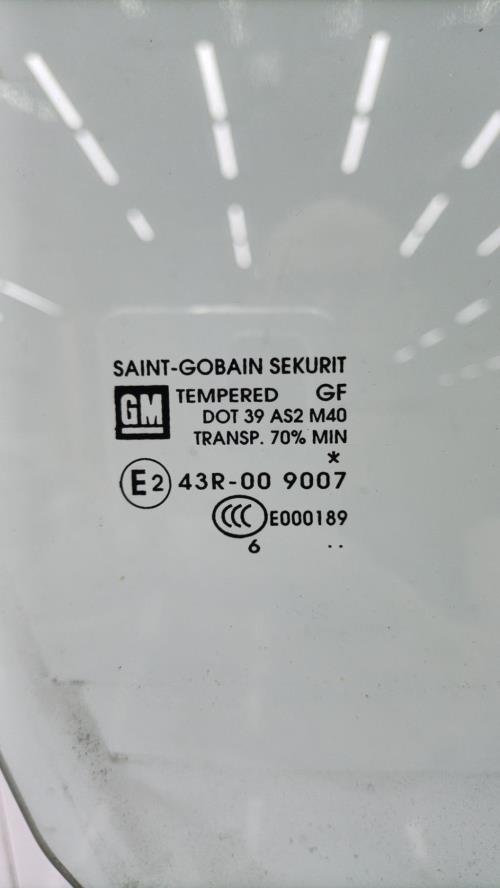 SAINT-GOBAIN SEKURIT
GM TEMPERED GF
DOT 39 AS2 M40
TRANSP. 70% MIN
*
E2 43R-00 9007
CCC E000189
6 ..